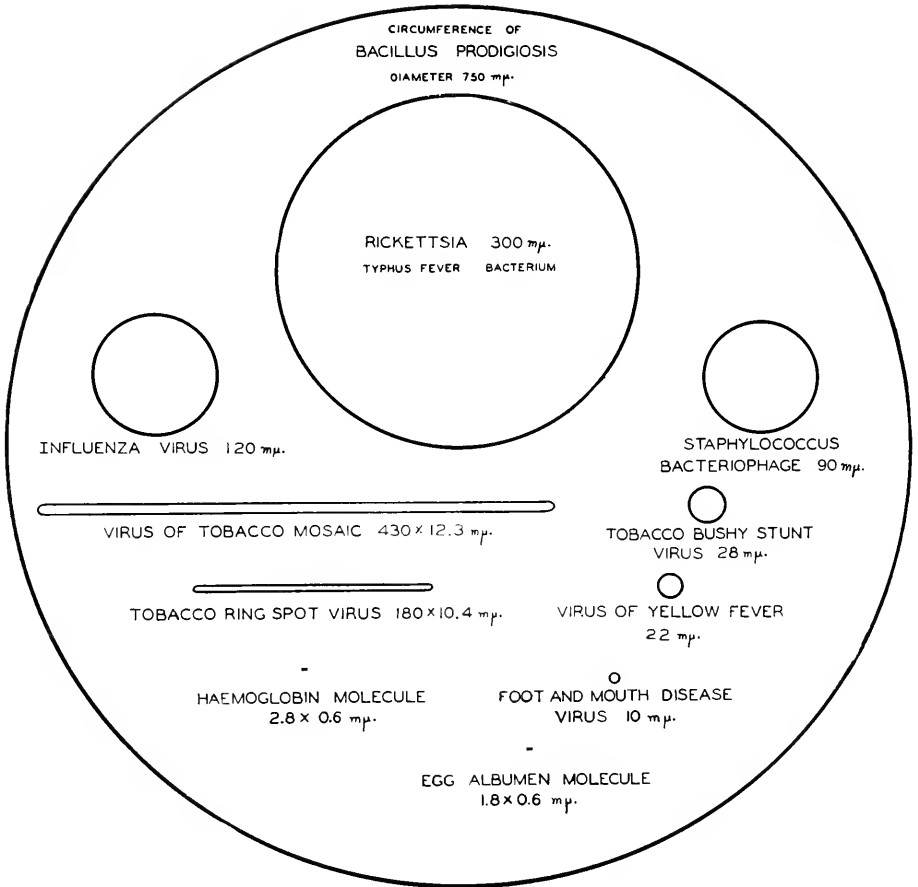 CIRCUMFERENCE OF
BACILLUS PRODIGIOSIS
DIAMETER 750 mμ.
RICKETTSIA 300 mμ.
TYPHUS FEVER BACTERIUM
INFLUENZA VIRUS 120 mμ.
STAPHYLOCOCCUS
BACTERIOPHAGE 90 mμ.
VIRUS OF TOBACCO MOSAIC 430 × 12.3 mμ.
TOBACCO BUSHY STUNT
VIRUS 28 mμ.
TOBACCO RING SPOT VIRUS 180 × 10.4 mμ.
VIRUS OF YELLOW FEVER
22 mμ.
HAEMOGLOBIN MOLECULE
2.8 × 0.6 mμ.
FOOT AND MOUTH DISEASE
VIRUS 10 mμ.
EGG ALBUMEN MOLECULE
1.8 × 0.6 mμ.